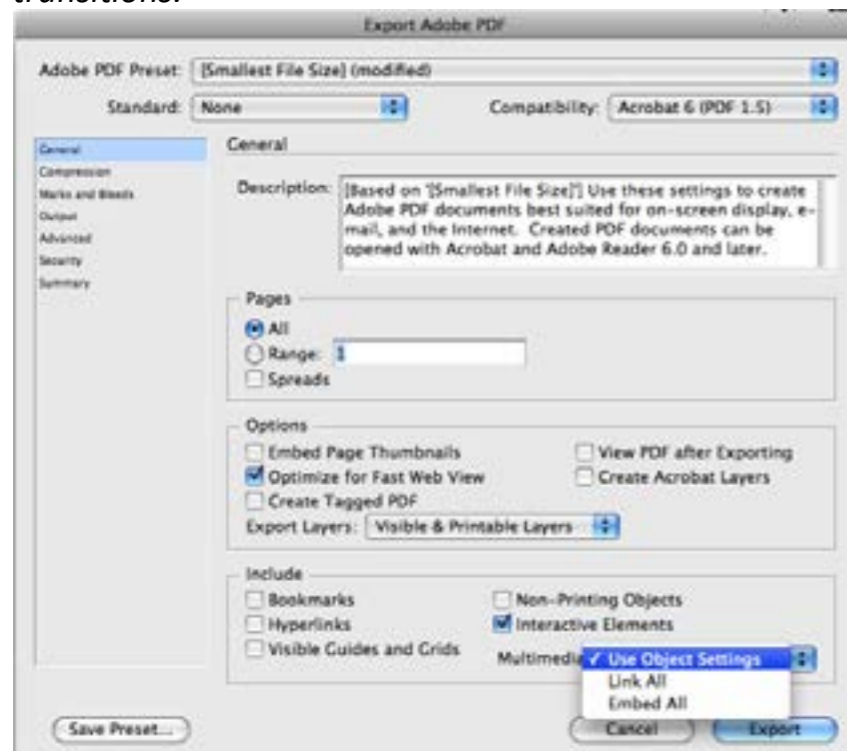 transitions.
Export Adobe PDF
Adobe PDF Preset: [Smallest File Size] (modified)
Standard: None Compatibility: Acrobat 6 (PDF 1.5)
General
Compression
Marks and Bleeds
Output
Advanced
Security
Summary
General
Description: [Based on '[Smallest File Size]'] Use these settings to create
Adobe PDF documents best suited for on-screen display, e-
mail, and the Internet. Created PDF documents can be
opened with Acrobat and Adobe Reader 6.0 and later.
Pages
All
Range: 1
Spreads
Options
Embed Page Thumbnails View PDF after Exporting
Optimize for Fast Web View Create Acrobat Layers
Create Tagged PDF
Export Layers: Visible & Printable Layers
Include
Bookmarks Non-Printing Objects
Hyperlinks Interactive Elements
Visible Guides and Grids Multimedia ✓ Use Object Settings
Link All
Embed All
Save Preset... Cancel Export